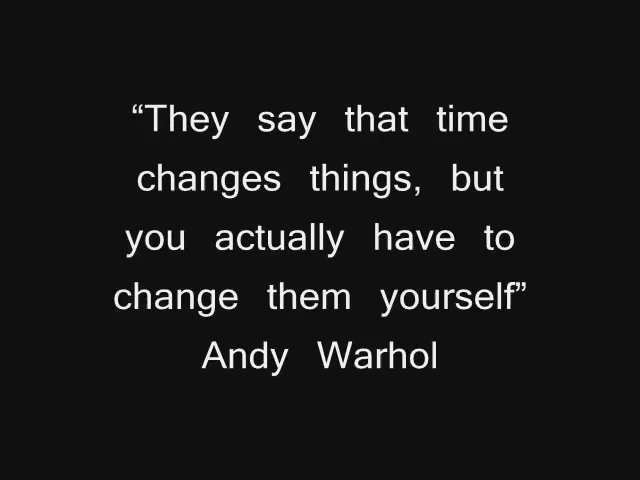 “They say that time
changes things, but
you actually have to
change them yourself”
Andy Warhol